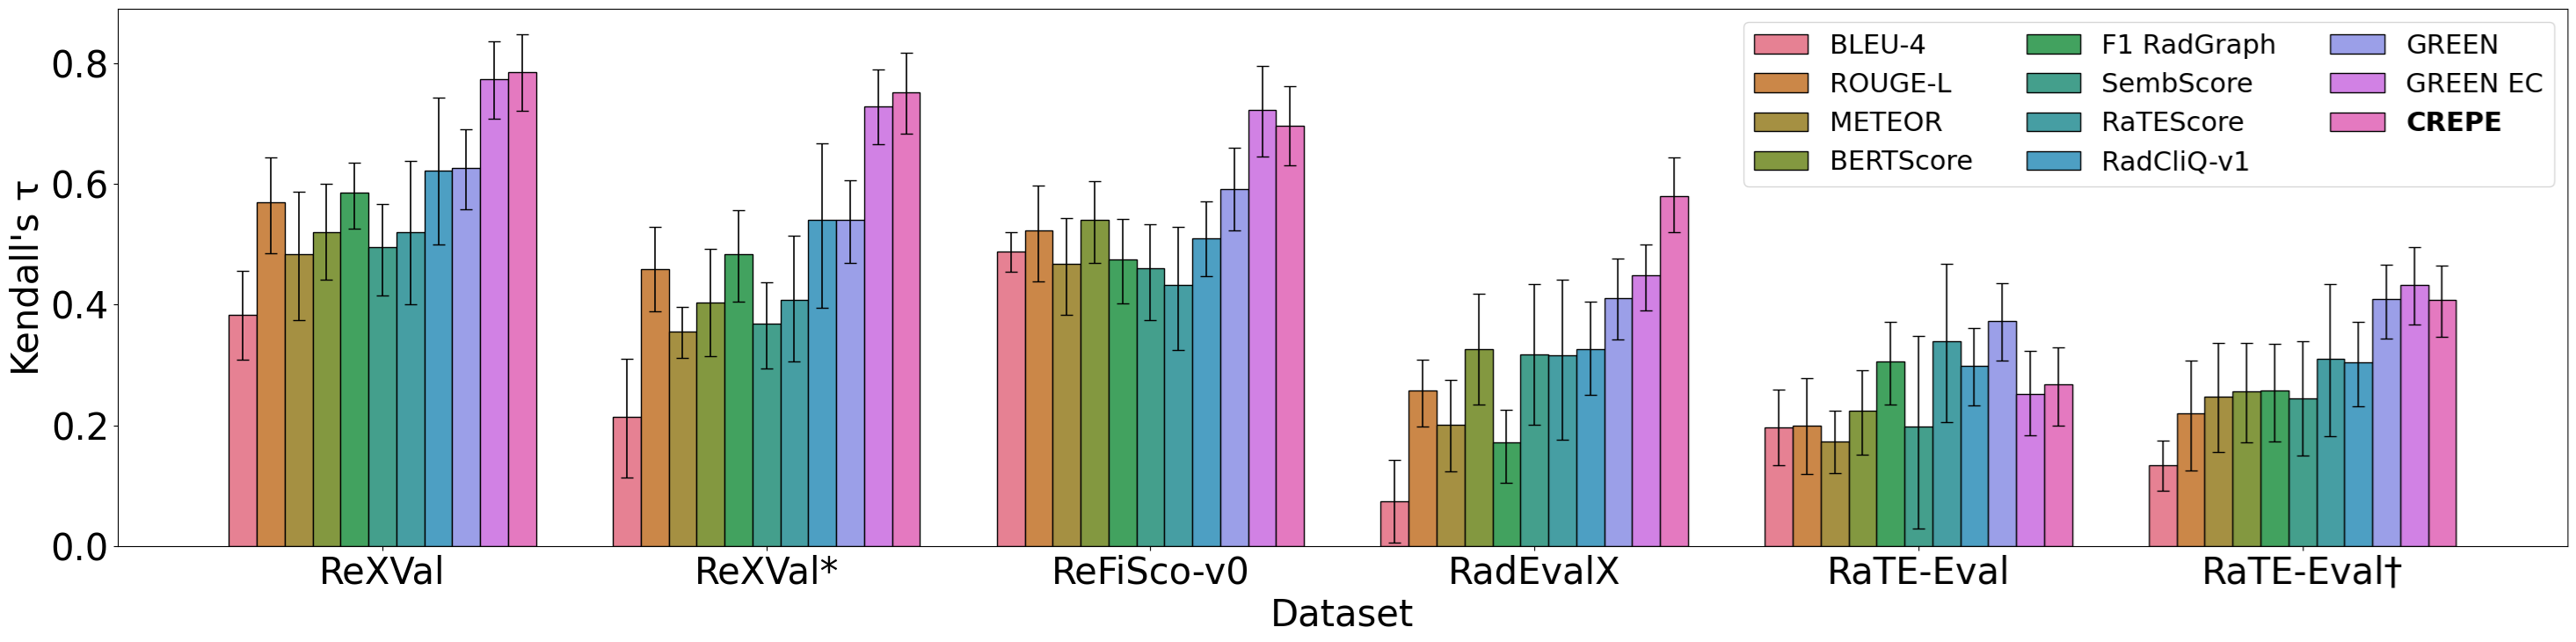 Kendall's τ
0.8
0.6
0.4
0.2
0.0
BLEU-4
ROUGE-L
METEOR
BERTScore
F1 RadGraph
SembScore
RaTEScore
RadCliQ-v1
GREEN
GREEN EC
CREPE
ReXVal
ReXVal*
ReFiSco-v0
RadEvalX
RaTE-Eval
RaTE-Eval†
Dataset